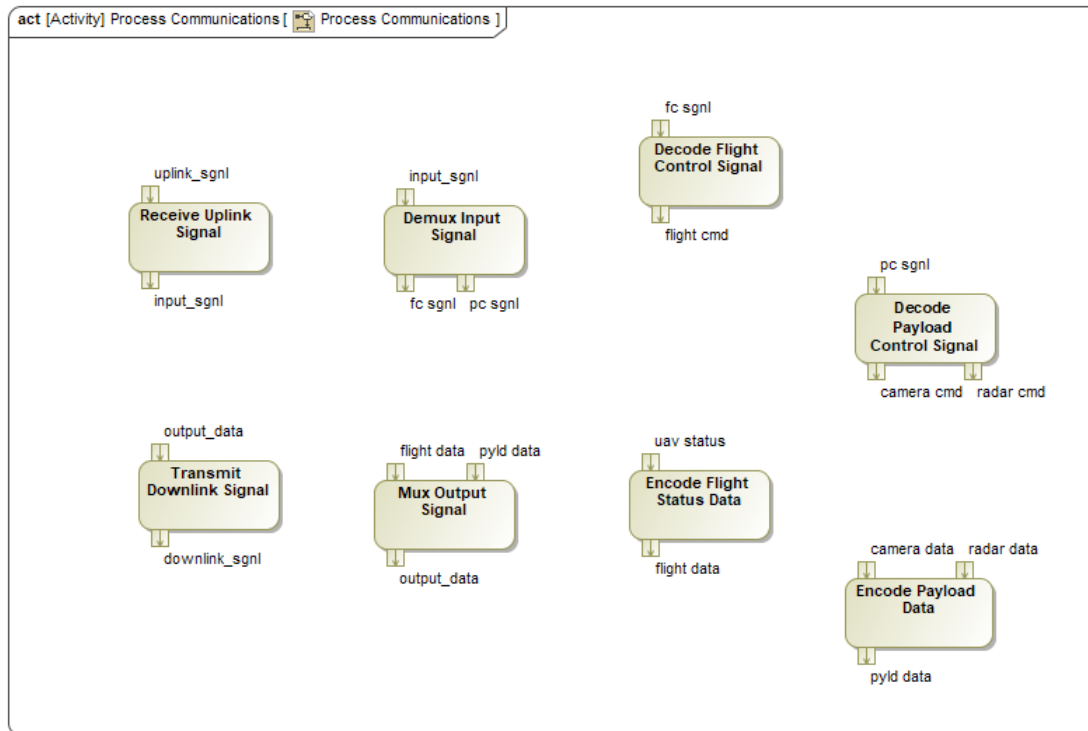 act [Activity] Process Communications [ Process Communications ]
fc sgnl
Decode Flight
Control Signal
flight cmd
uplink_sgnl
Receive Uplink
Signal
input_sgnl
input_sgnl
Demux Input
Signal
fc sgnl pc sgnl
pc sgnl
Decode
Payload
Control Signal
camera cmd radar cmd
output_data
Transmit
Downlink Signal
downlink_sgnl
flight data pyld data
Mux Output
Signal
output_data
uav status
Encode Flight
Status Data
flight data
camera data radar data
Encode Payload
Data
pyld data